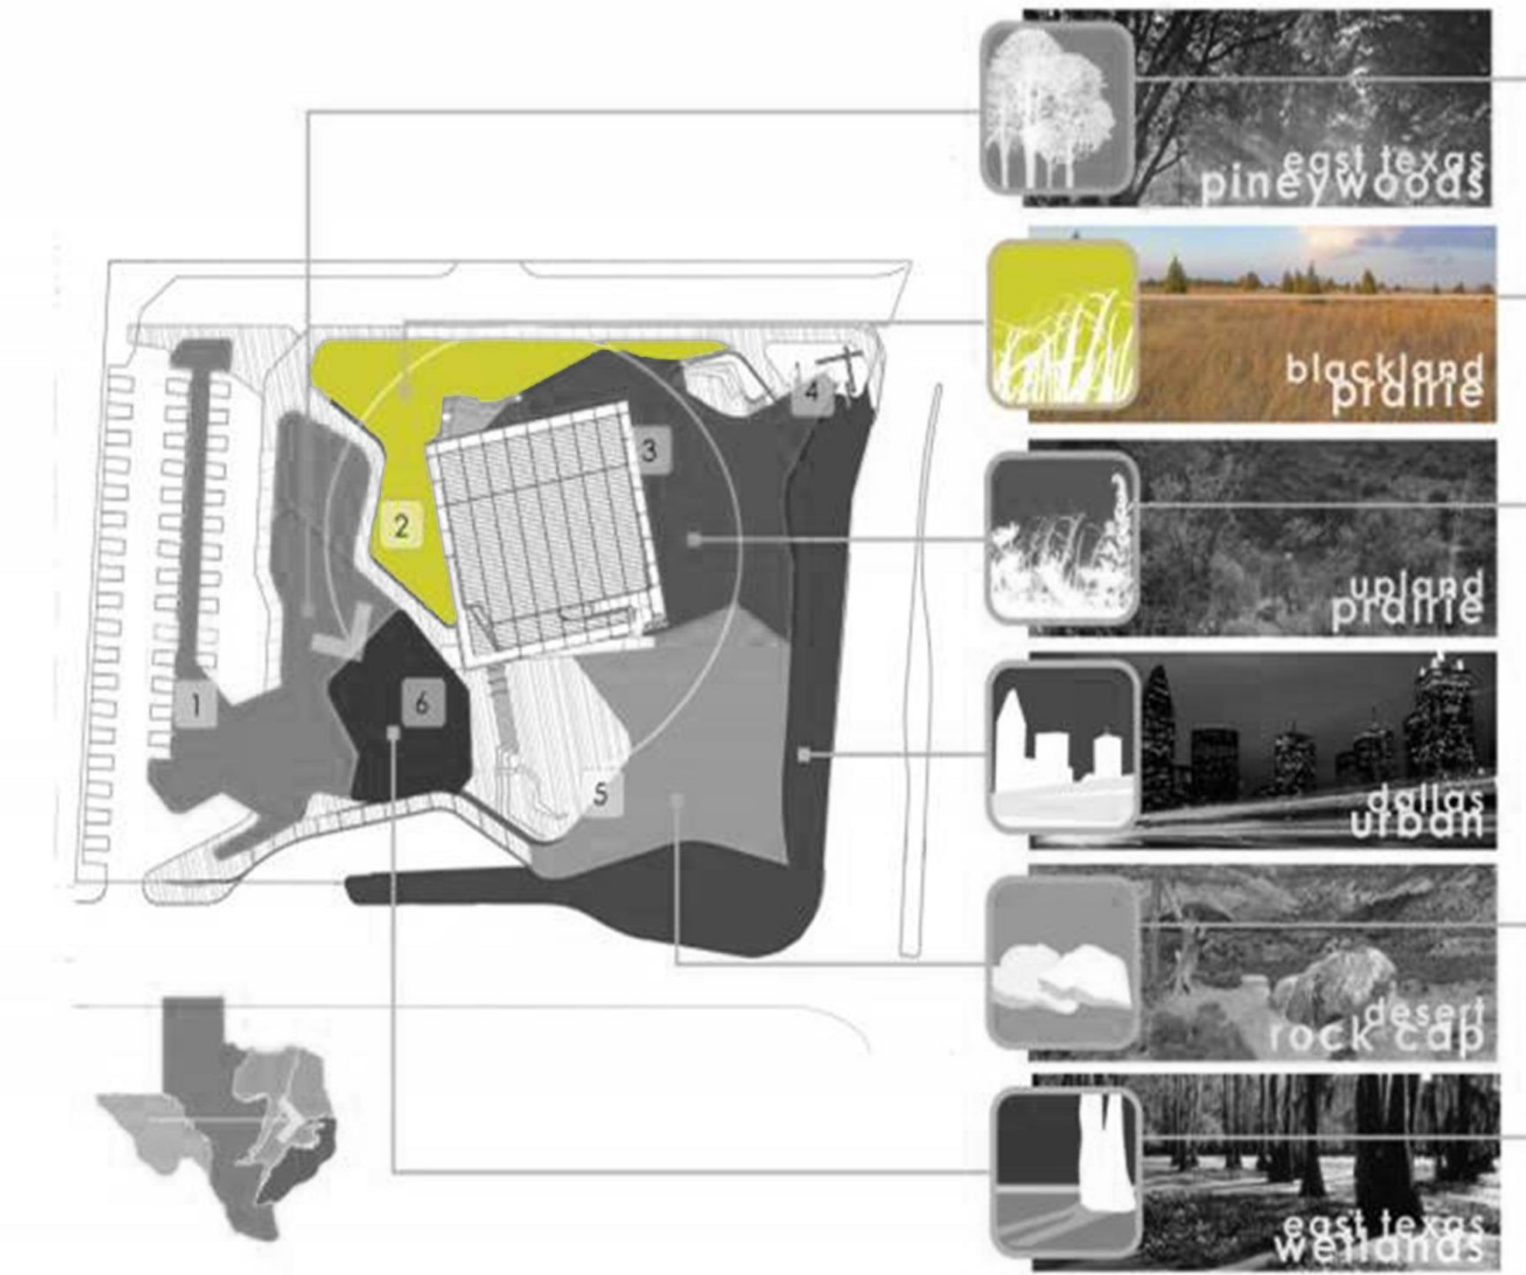 east texas
pineywoods
blackland
prairie
upland
prairie
dallas
urban
desert
rock cap
east texas
wetlands
1
2
3
4
5
6